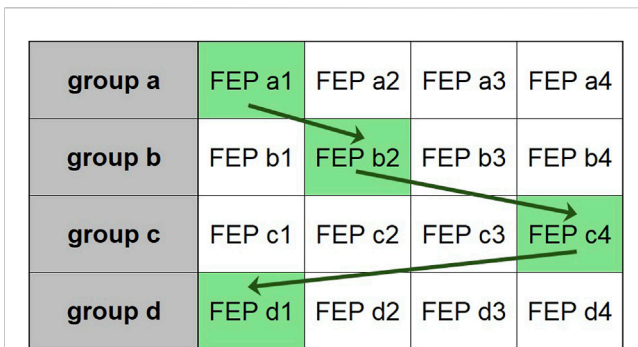 group a FEP a1 FEP a2 FEP a3 FEP a4
group b FEP b1 FEP b2 FEP b3 FEP b4
group c FEP c1 FEP c2 FEP c3 FEP c4
group d FEP d1 FEP d2 FEP d3 FEP d4